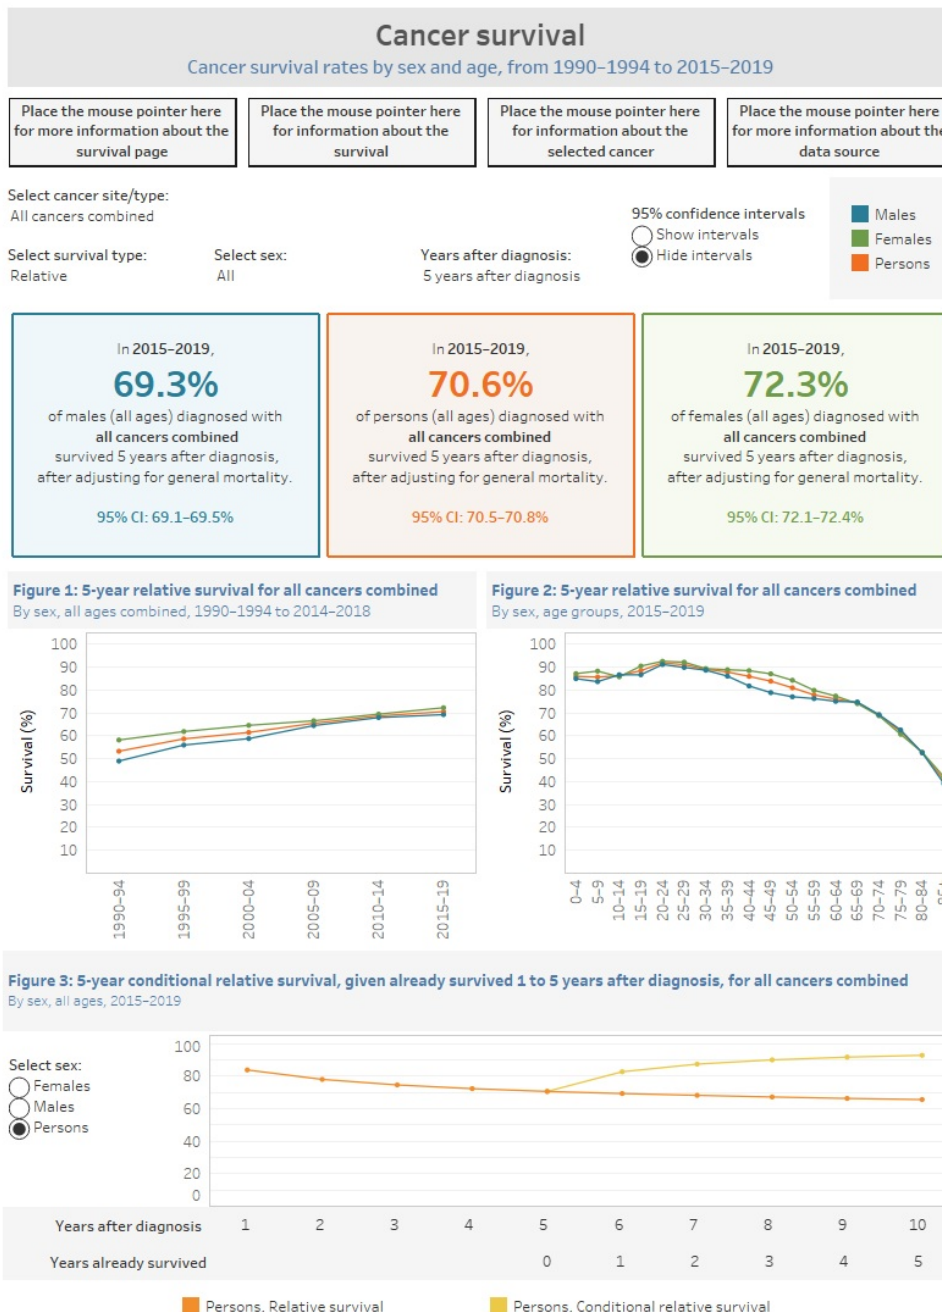 Cancer survival
Cancer survival rates by sex and age, from 1990–1994 to 2015–2019
Place the mouse pointer here
for more information about the
survival page
Place the mouse pointer here
for information about the
survival
Place the mouse pointer here
for information about the
selected cancer
Place the mouse pointer here
for more information about the
data source
Select cancer site/type:
All cancers combined
Select survival type:
Relative
Select sex:
All
Years after diagnosis:
5 years after diagnosis
95% confidence intervals
Show intervals
Hide intervals
Males
Females
Persons
In 2015–2019,
69.3%
of males (all ages) diagnosed with
all cancers combined
survived 5 years after diagnosis,
after adjusting for general mortality.
95% CI: 69.1–69.5%
In 2015–2019,
70.6%
of persons (all ages) diagnosed with
all cancers combined
survived 5 years after diagnosis,
after adjusting for general mortality.
95% CI: 70.5–70.8%
In 2015–2019,
72.3%
of females (all ages) diagnosed with
all cancers combined
survived 5 years after diagnosis,
after adjusting for general mortality.
95% CI: 72.1–72.4%
Figure 1: 5-year relative survival for all cancers combined
By sex, all ages combined, 1990–1994 to 2014–2018
Survival (%)
100
90
80
70
60
50
40
30
20
10
1990–94
1995–99
2000–04
2005–09
2010–14
2015–19
Figure 2: 5-year relative survival for all cancers combined
By sex, age groups, 2015–2019
Survival (%)
100
90
80
70
60
50
40
30
20
10
0–4
5–9
10–14
15–19
20–24
25–29
30–34
35–39
40–44
45–49
50–54
55–59
60–64
65–69
70–74
75–79
80–84
Figure 3: 5-year conditional relative survival, given already survived 1 to 5 years after diagnosis, for all cancers combined
By sex, all ages, 2015–2019
Select sex:
Females
Males
Persons
100
80
60
40
20
0
Years after diagnosis 1 2 3 4 5 6 7 8 9 10
Years already survived 0 1 2 3 4 5
Persons, Relative survival
Persons, Conditional relative survival